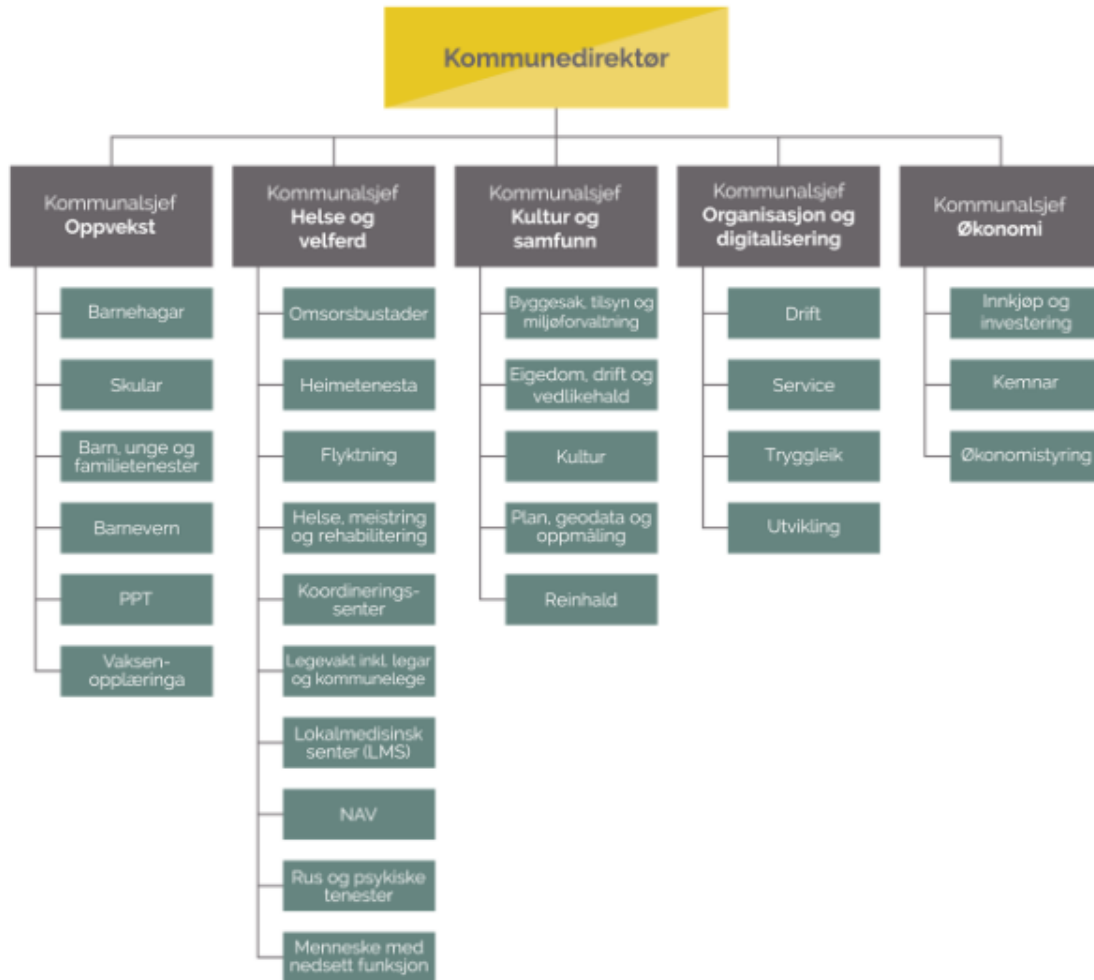 Kommunedirektør
Kommunalsjef
Oppvekst
Barnehagar
Skular
Barn, unge og
familietenester
Barnevern
PPT
Vaksen-
opplæringa
Kommunalsjef
Helse og
velferd
Omsorsbustader
Heimetenesta
Flyktning
Helse, meistring
og rehabilitering
Koordinerings-
senter
Legevakt inkl. legar
og kommunelege
Lokalmedisinsk
senter (LMS)
NAV
Rus og psykiske
tenester
Menneske med
nedsett funksjon
Kommunalsjef
Kultur og
samfunn
Byggesak, tilsyn og
miljøforvaltning
Eigedom, drift og
vedlikehald
Kultur
Plan, geodata og
oppmåling
Reinhald
Kommunalsjef
Organisasjon og
digitalisering
Drift
Service
Tryggleik
Utvikling
Kommunalsjef
Økonomi
Innkjøp og
investering
Kemnar
Økonomistyring